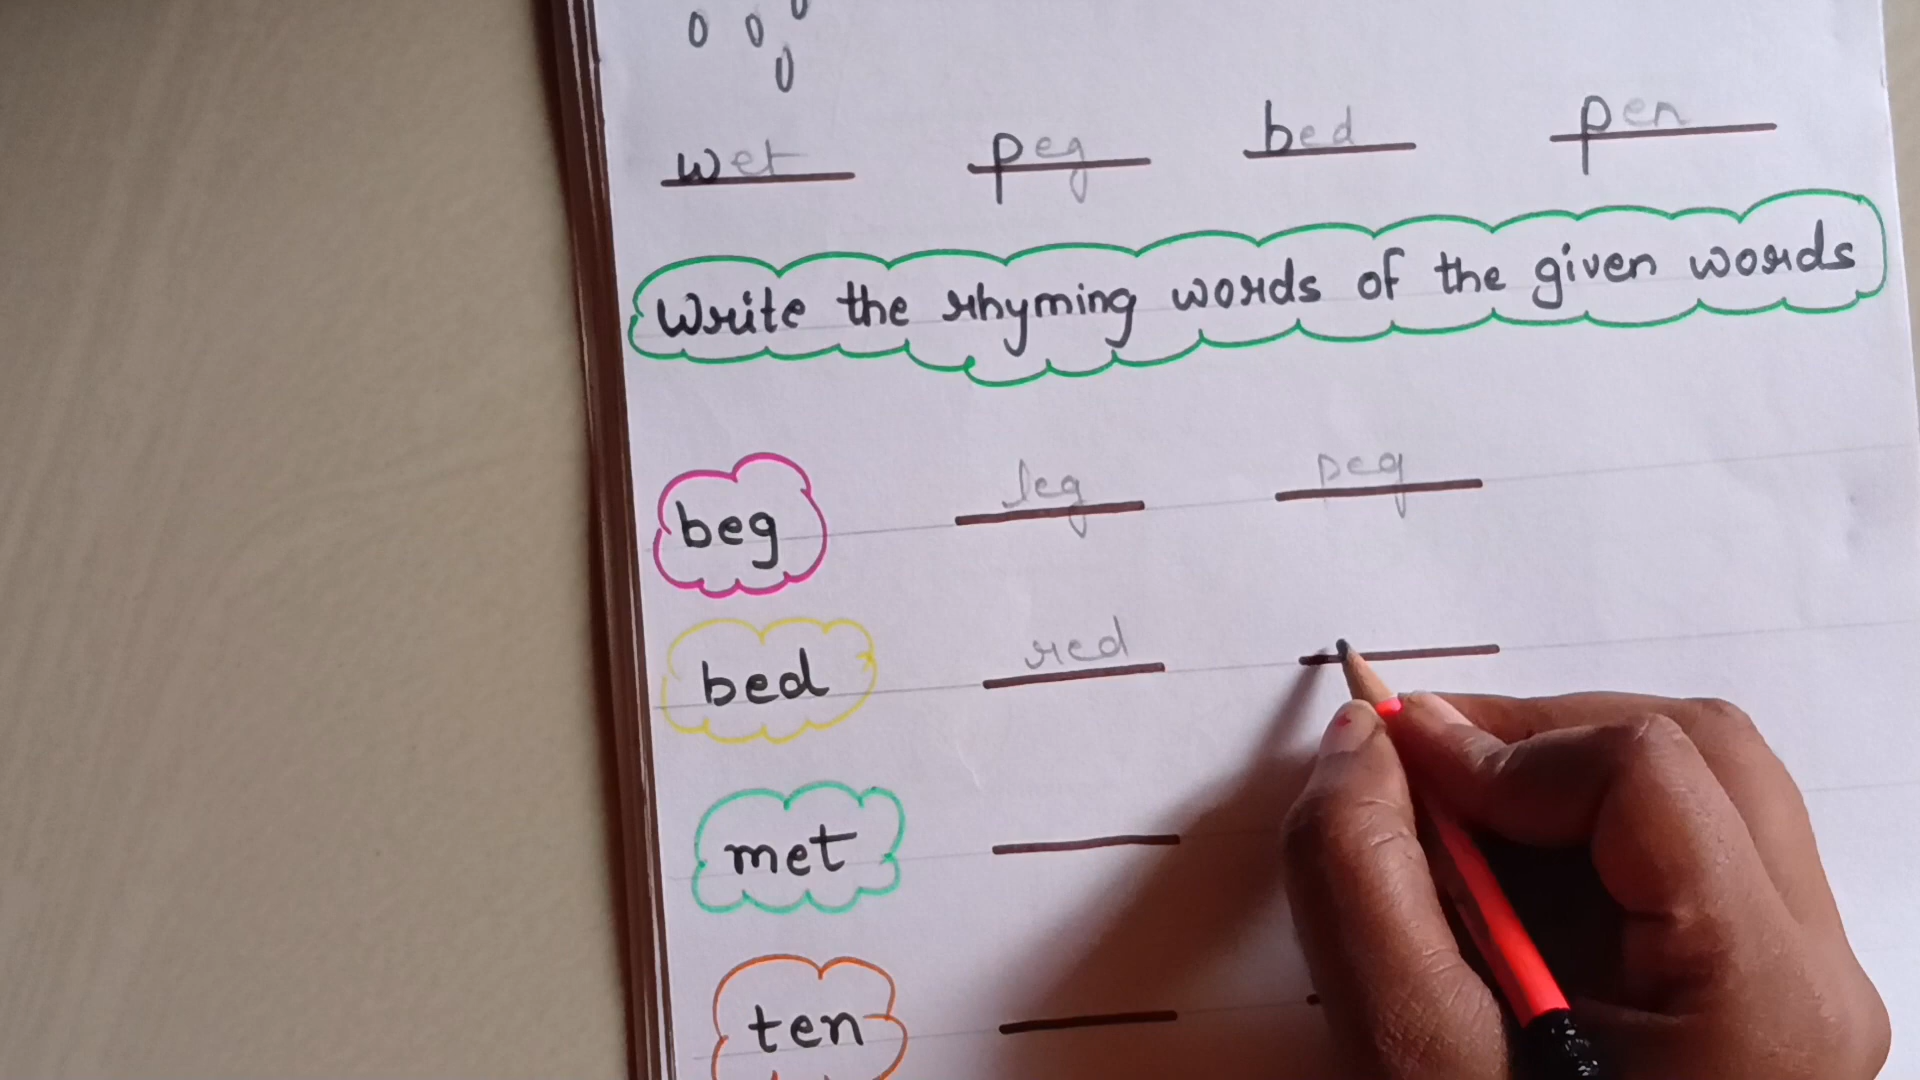 wet peg bed pen
Write the rhyming words of the given words
beg leg peg
bed red
met
ten